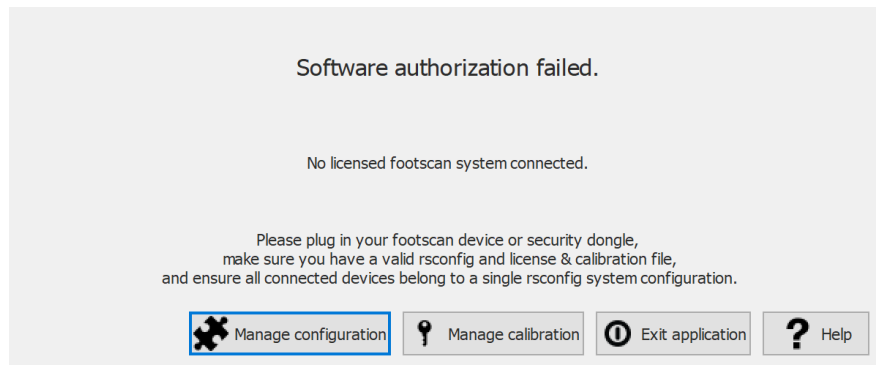 Software authorization failed.
No licensed footscan system connected.
Please plug in your footscan device or security dongle,
make sure you have a valid rsconfig and license & calibration file,
and ensure all connected devices belong to a single rsconfig system configuration.
Manage configuration
Manage calibration
Exit application
? Help